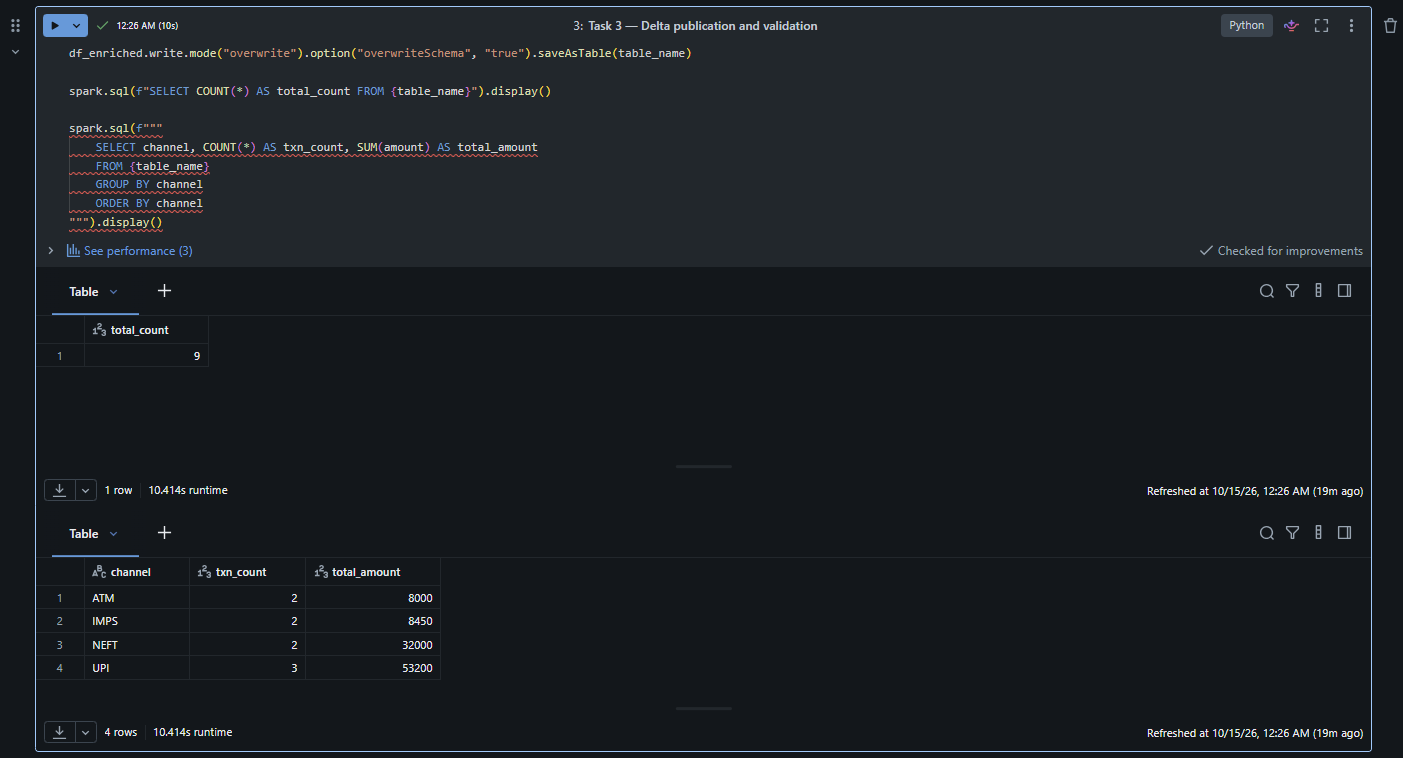 12:26 AM (10s)
3: Task 3 — Delta publication and validation
Python
df_enriched.write.mode("overwrite").option("overwriteSchema", "true").saveAsTable(table_name)
spark.sql(f"SELECT COUNT(*) AS total_count FROM {table_name}").display()
spark.sql(f"""
    SELECT channel, COUNT(*) AS txn_count, SUM(amount) AS total_amount
    FROM {table_name}
    GROUP BY channel
    ORDER BY channel
""").display()
See performance (3)
Checked for improvements
Table
123 total_count
1 9
1 row 10.414s runtime
Refreshed at 10/15/26, 12:26 AM (19m ago)
Table
ABC channel 123 txn_count 123 total_amount
1 ATM 2 8000
2 IMPS 2 8450
3 NEFT 2 32000
4 UPI 3 53200
4 rows 10.414s runtime
Refreshed at 10/15/26, 12:26 AM (19m ago)